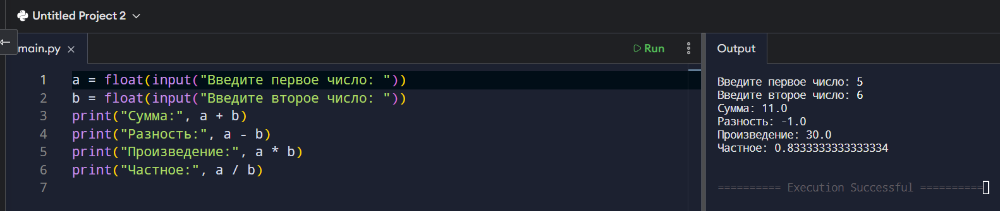 Untitled Project 2
main.py
Run
Output
1 a = float(input("Введите первое число: "))
2 b = float(input("Введите второе число: "))
3 print("Сумма:", a + b)
4 print("Разность:", a - b)
5 print("Произведение:", a * b)
6 print("Частное:", a / b)
7
Введите первое число: 5
Введите второе число: 6
Сумма: 11.0
Разность: -1.0
Произведение: 30.0
Частное: 0.8333333333333334
========== Execution Successful ==========